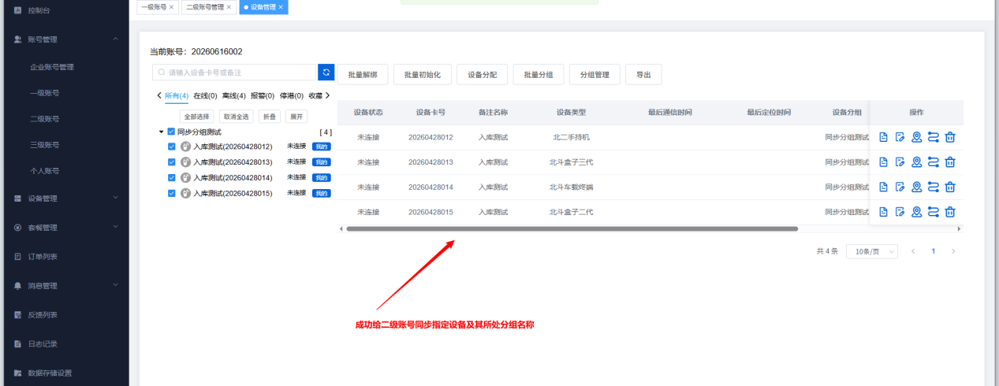 控制台
账号管理
企业账号管理
一级账号
二级账号
三级账号
个人账号
设备管理
套餐管理
订单列表
消息管理
反馈列表
日志记录
数据存储设置
一级账号 × 二级账号管理 × 设备管理 ×
当前账号：20260616002
请输入设备卡号或备注
批量解绑 批量初始化 设备分配 批量分组 分组管理 导出
所有(4) 在线(0) 离线(4) 报警(0) 停港(0) 收藏
全部选择 取消全选 折叠 展开
同步分组测试 [4]
入库测试(20260428012) 未连接 我的
入库测试(20260428013) 未连接 我的
入库测试(20260428014) 未连接 我的
入库测试(20260428015) 未连接 我的
设备状态 设备卡号 备注名称 设备类型 最后通信时间 最后定位时间 设备分组 操作
未连接 20260428012 入库测试 北二手持机 同步分组测试
未连接 20260428013 入库测试 北斗盒子三代 同步分组测试
未连接 20260428014 入库测试 北斗车载终端 同步分组测试
未连接 20260428015 入库测试 北斗盒子二代 同步分组测试
共 4 条 10条/页 1
成功给二级账号同步指定设备及其所处分组名称